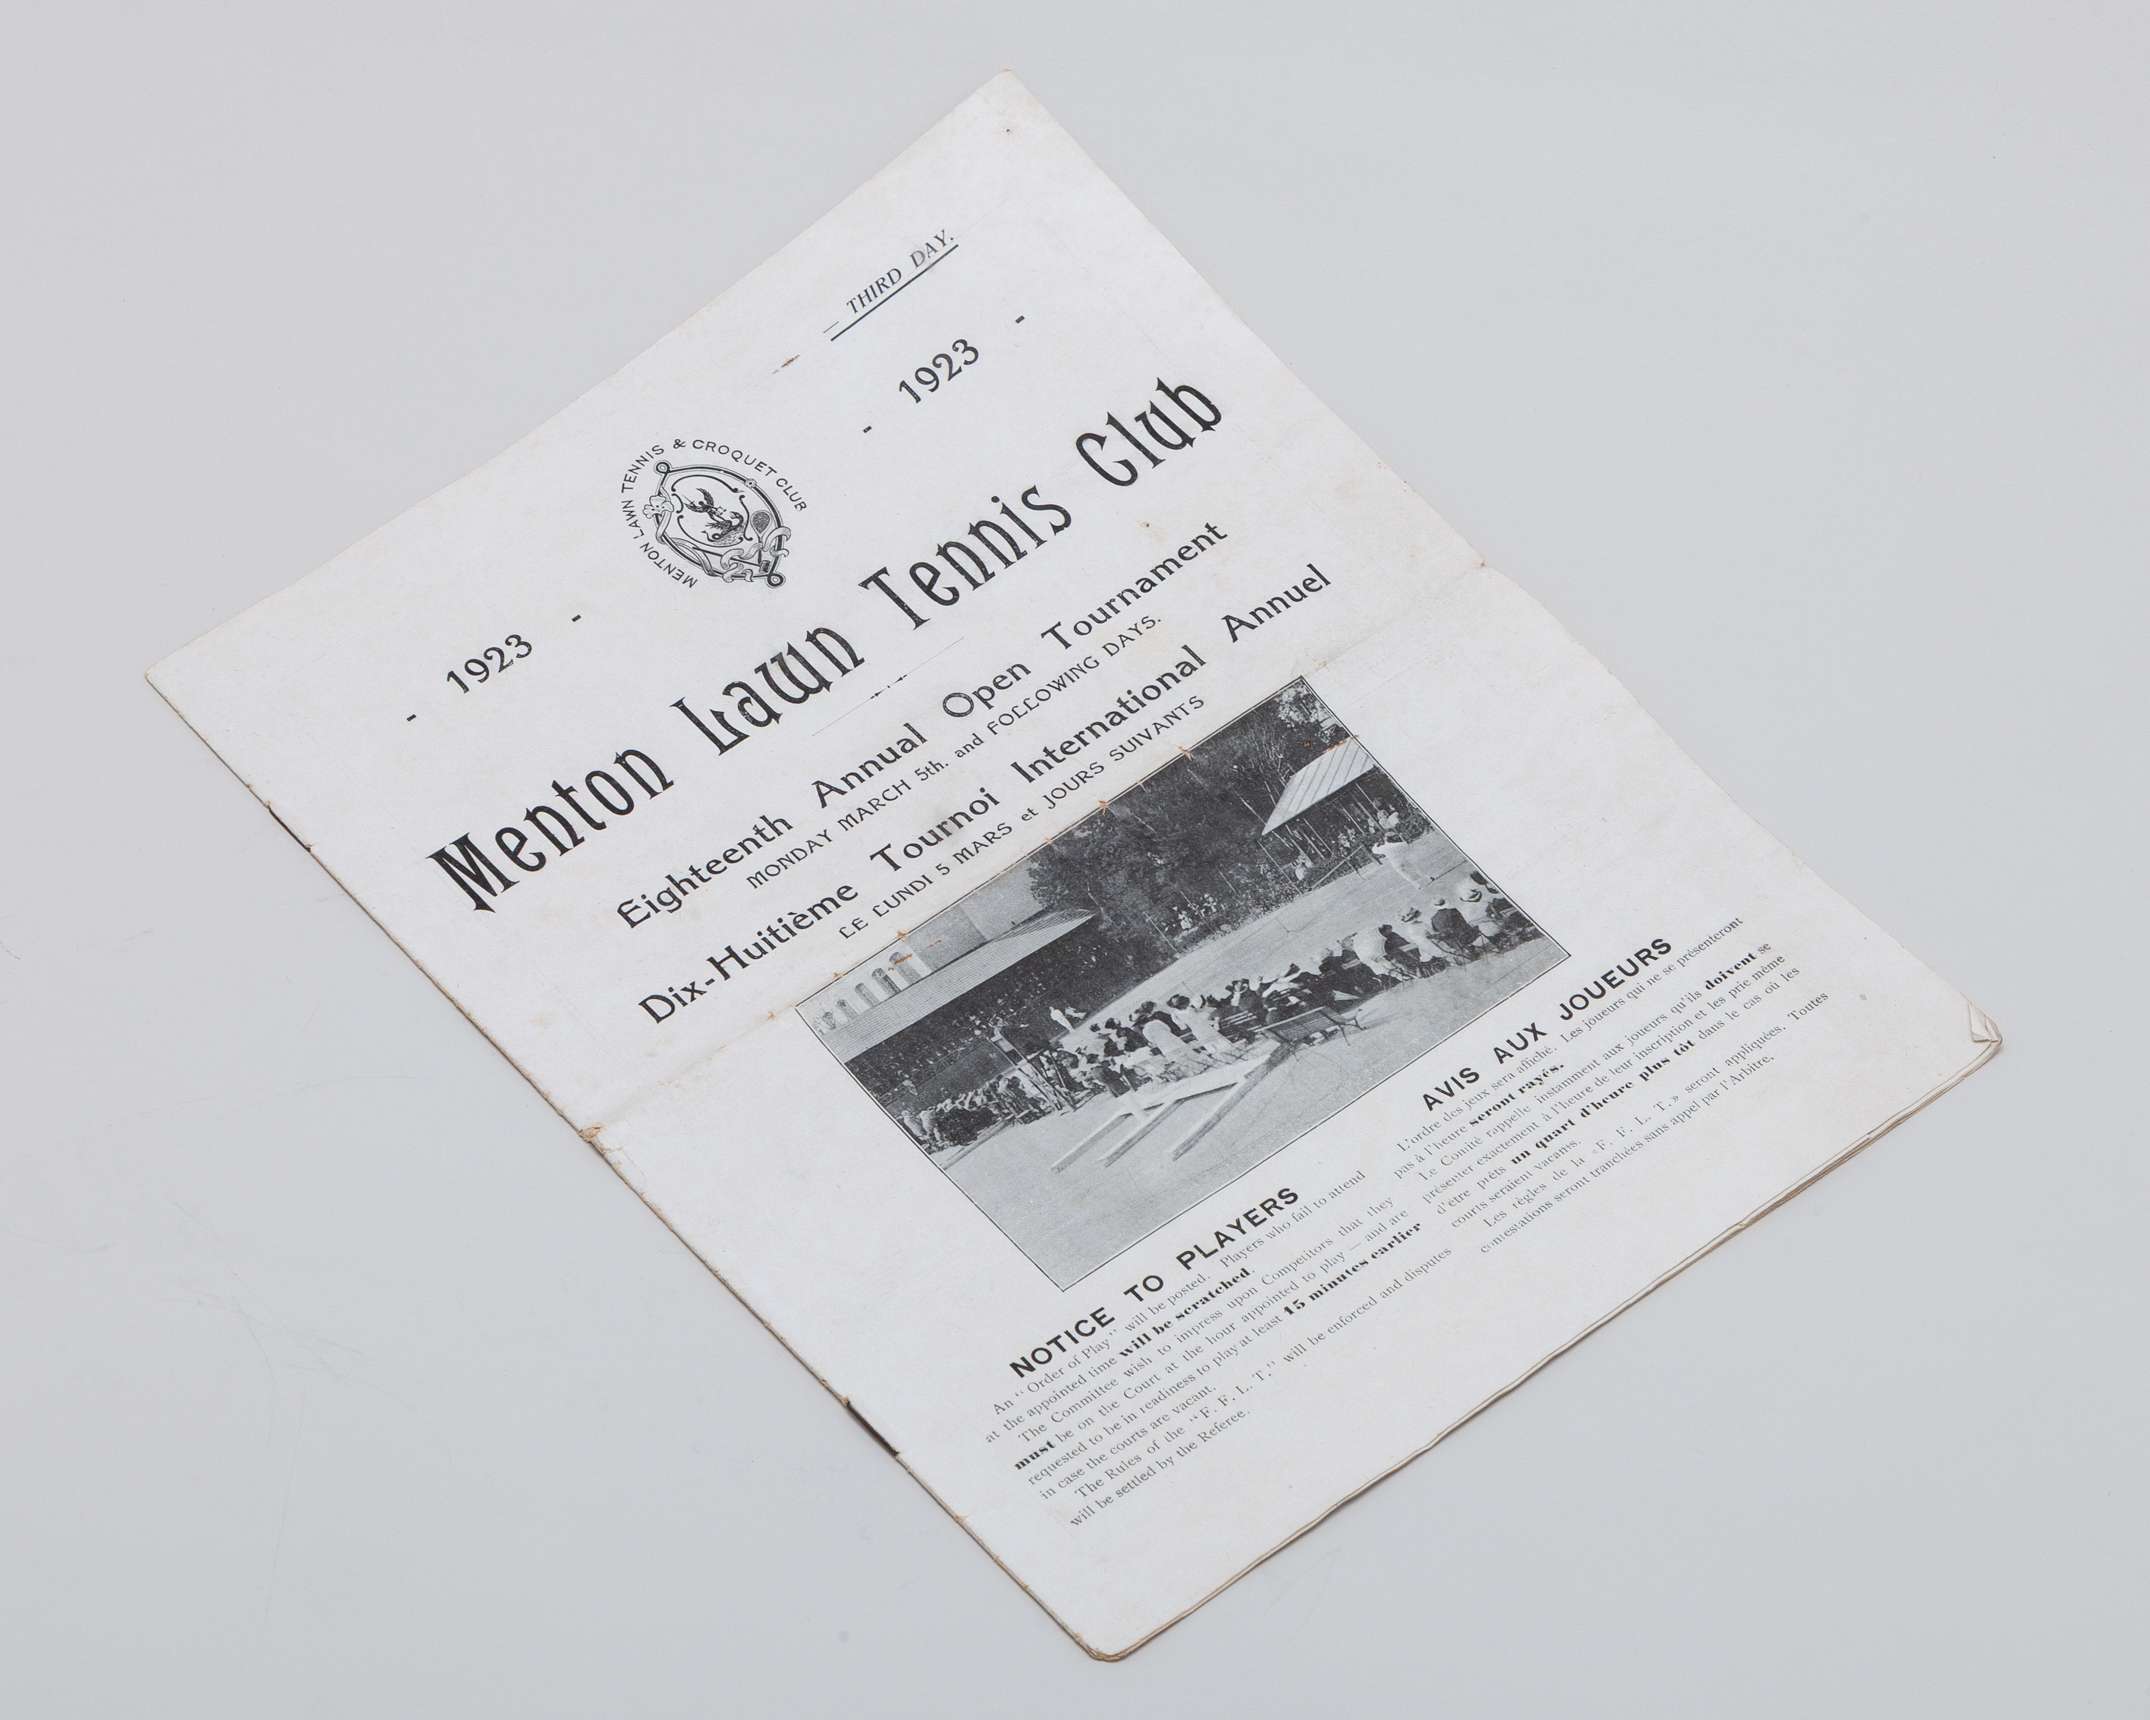 — THIRD DAY.
- 1923 -
MENTON LAWN TENNIS & CROQUET CLUB
- 1923 -
Menton Lawn Tennis Club
Eighteenth Annual Open Tournament
MONDAY MARCH 5th. and FOLLOWING DAYS.
Dix-Huitième Tournoi International Annuel
LE LUNDI 5 MARS et JOURS SUIVANTS
NOTICE TO PLAYERS
An "Order of Play" will be posted. Players who fail to attend
at the appointed time will be scratched.
The Committee wish to impress upon Competitors that they
must be on the Court at the hour appointed to play — and are
requested to be in readiness to play at least 15 minutes earlier
in case the courts are vacant.
The Rules of the "F. F. L. T." will be enforced and disputes
will be settled by the Referee.
AVIS AUX JOUEURS
L'ordre des jeux sera affiché. Les joueurs qui ne se présenteront
pas à l'heure seront rayés.
Le Comité rappelle instamment aux joueurs qu'ils doivent se
présenter exactement à l'heure de leur inscription et les prie même
d'etre prêts un quart d'heure plus tôt dans le cas où les
courts seraient vacants.
Les règles de la «F. F. L. T.» seront appliquées. Toutes
contestations seront tranchées sans appel par l'Arbitre.